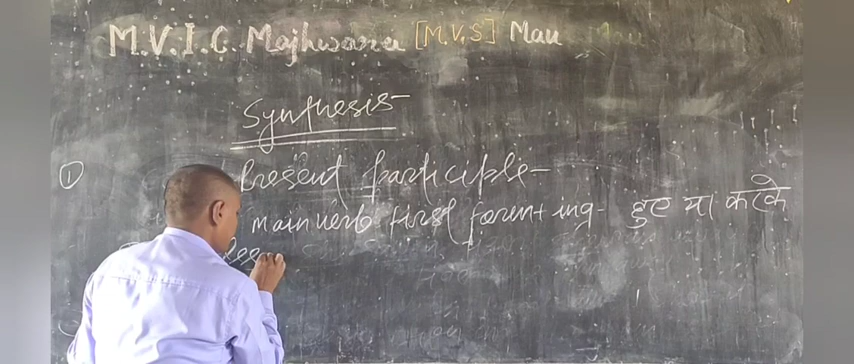 M.V.I.C. Majhwara [M.V.S] Mau
Synthesis-
① Present participle-
main verb first form + ing- हुए या करके